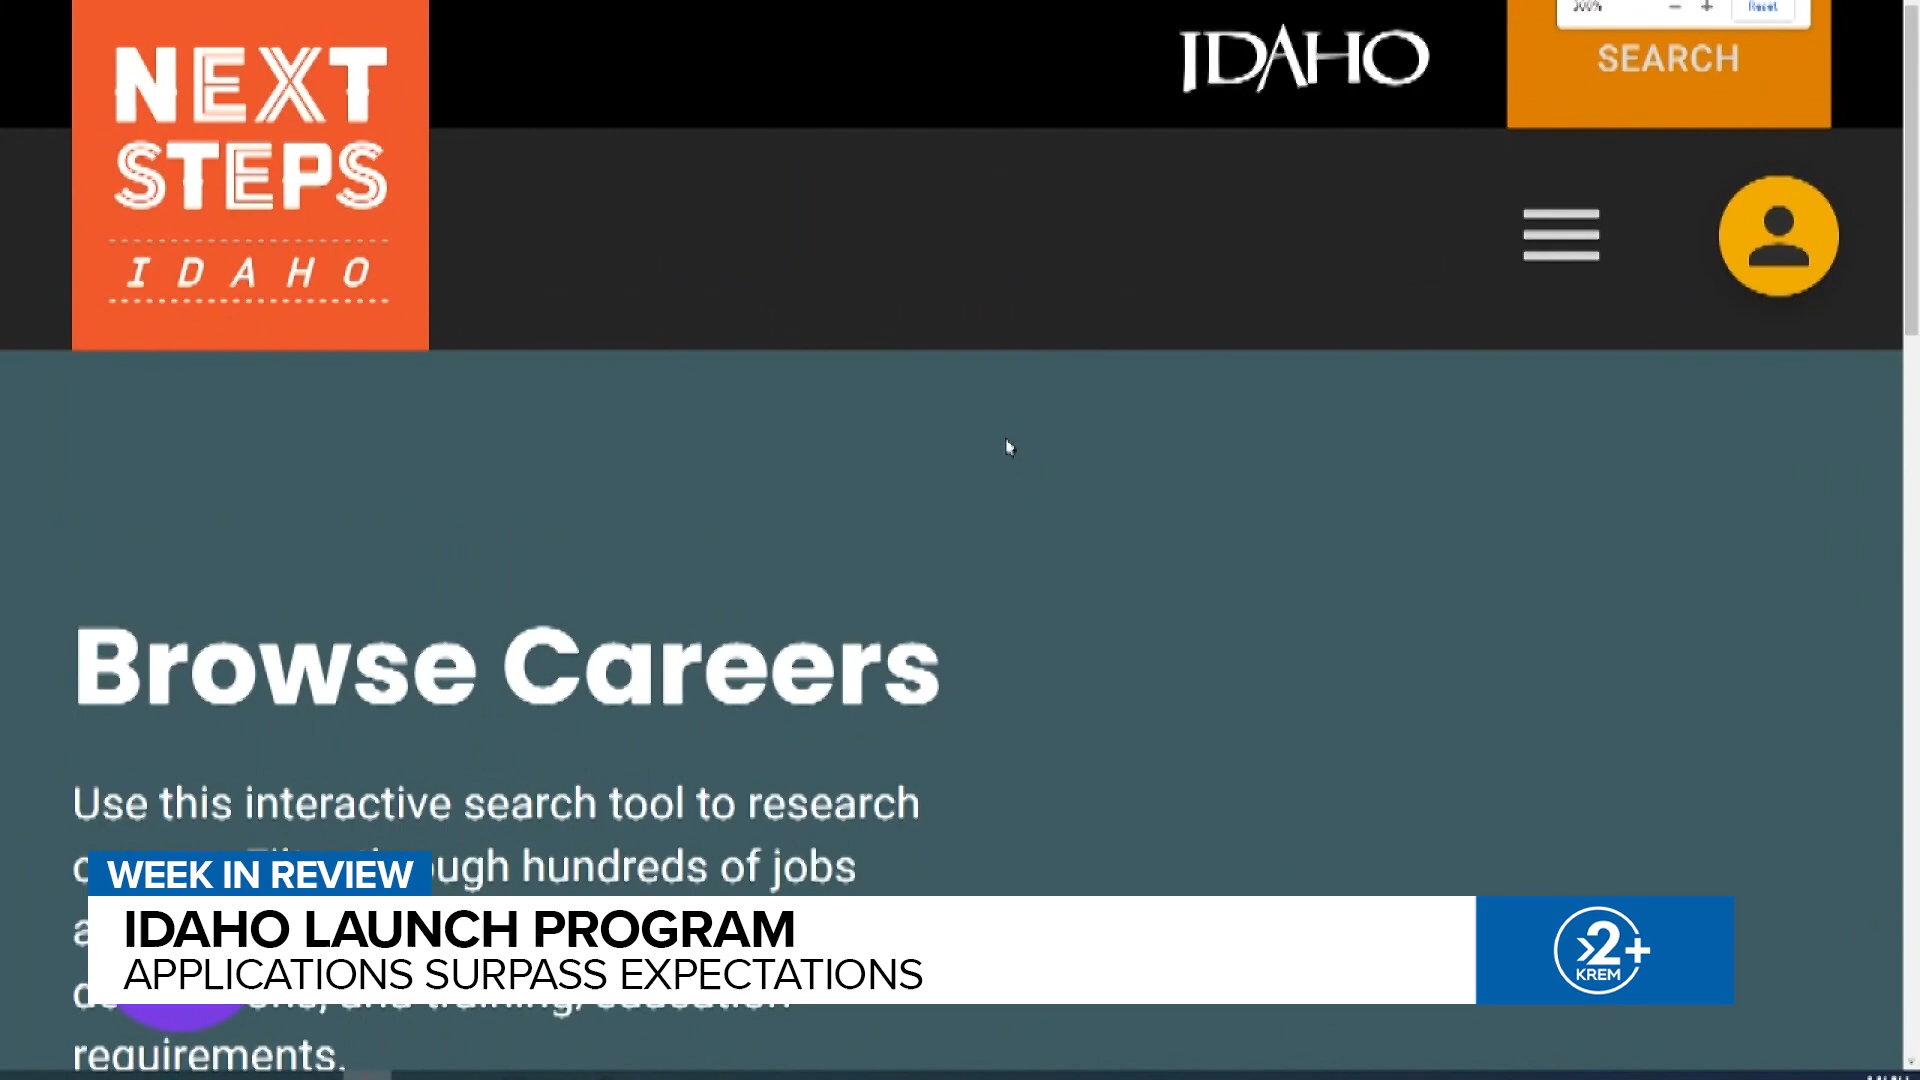 NEXT
STEPS
IDAHO
IDAHO
Reset
SEARCH
Browse Careers
Use this interactive search tool to research
hundreds of jobs
requirements.
WEEK IN REVIEW
IDAHO LAUNCH PROGRAM
APPLICATIONS SURPASS EXPECTATIONS
2+
KREM